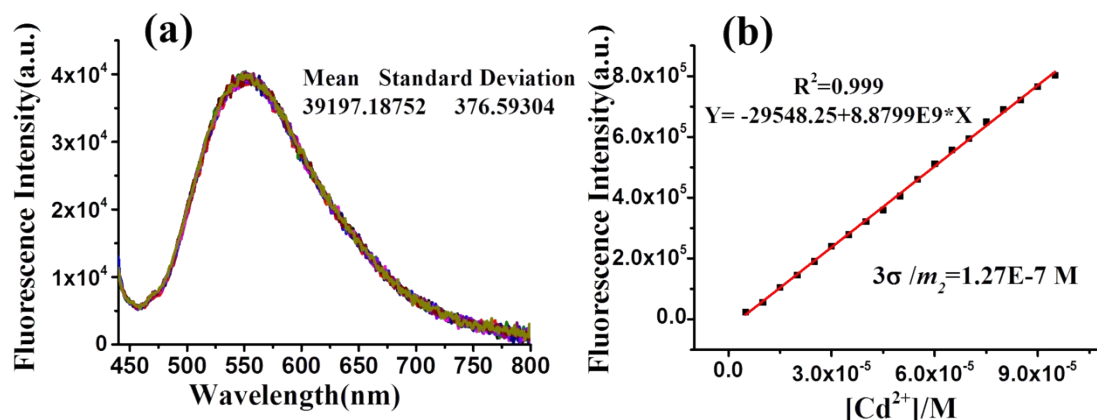 (a)
Fluorescence Intensity(a.u.)
4x10⁴
3x10⁴
2x10⁴
1x10⁴
0
Mean Standard Deviation
39197.18752 376.59304
450 500 550 600 650 700 750 800
Wavelength(nm)
(b)
Fluorescence Intensity(a.u.)
8.0x10⁵
6.0x10⁵
4.0x10⁵
2.0x10⁵
0.0
R²=0.999
Y= -29548.25+8.8799E9*X
3σ /m₂=1.27E-7 M
0.0 3.0x10⁻⁵ 6.0x10⁻⁵ 9.0x10⁻⁵
[Cd²⁺]/M